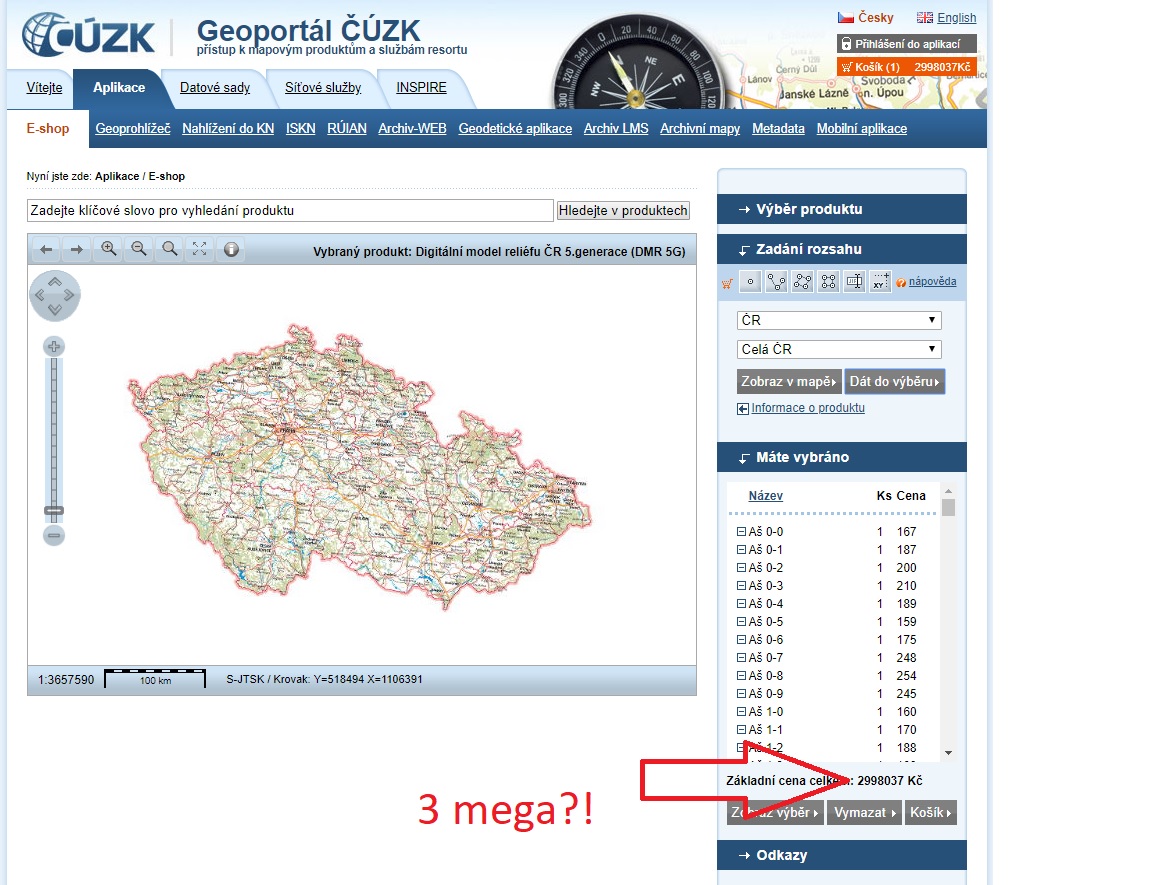 ČÚZK
Geoportál ČÚZK
přístup k mapovým produktům a službám resortu
Česky English
Přihlášení do aplikací
Košík (1) 2998037Kč
Vítejte Aplikace Datové sady Síťové služby INSPIRE
E-shop Geoprohlížeč Nahlížení do KN ISKN RÚIAN Archiv-WEB Geodetické aplikace Archiv LMS Archivní mapy Metadata Mobilní aplikace
Nyní jste zde: Aplikace / E-shop
Zadejte klíčové slovo pro vyhledání produktu
Hledejte v produktech
Vybraný produkt: Digitální model reliéfu ČR 5.generace (DMR 5G)
1:3657590 100 km S-JTSK / Krovak: Y=518494 X=1106391
Výběr produktu
Zadání rozsahu
XY nápověda
ČR
Celá ČR
Zobraz v mapě Dát do výběru
Informace o produktu
Máte vybráno
Název Ks Cena
Aš 0-0 1 167
Aš 0-1 1 187
Aš 0-2 1 200
Aš 0-3 1 210
Aš 0-4 1 189
Aš 0-5 1 159
Aš 0-6 1 175
Aš 0-7 1 248
Aš 0-8 1 254
Aš 0-9 1 245
Aš 1-0 1 160
Aš 1-1 1 170
Aš 1-2 1 188
Základní cena celkem: 2998037 Kč
Zobraz výběr Vymazat Košík
Odkazy
3 mega?!